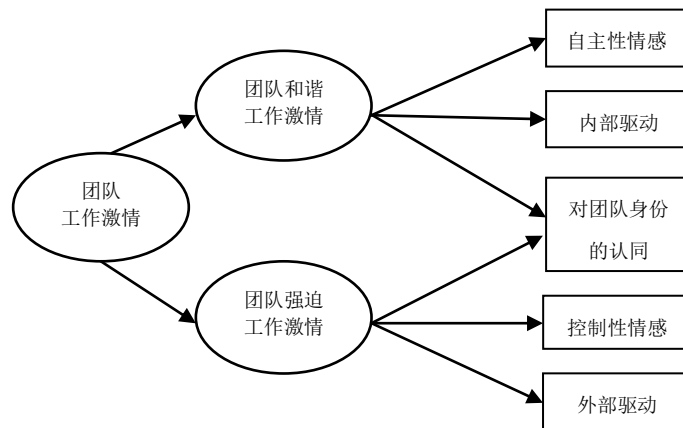 团队
工作激情
团队和谐
工作激情
团队强迫
工作激情
自主性情感
内部驱动
对团队身份
的认同
控制性情感
外部驱动